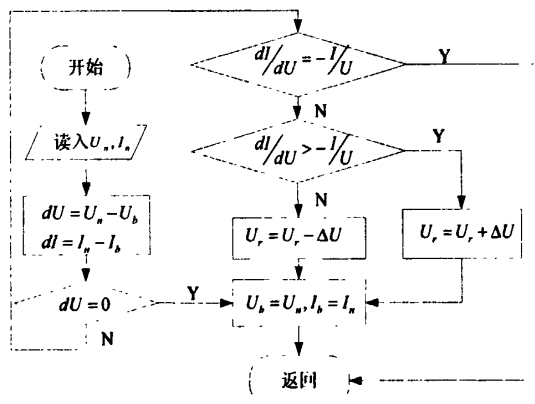 开始
读入U_n, I_n
dU = U_n − U_b
dI = I_n − I_b
dU = 0
Y
N
dI/dU = −I/U
Y
N
dI/dU > −I/U
Y
N
U_r = U_r − ΔU
U_r = U_r + ΔU
U_b = U_n, I_b = I_n
返回